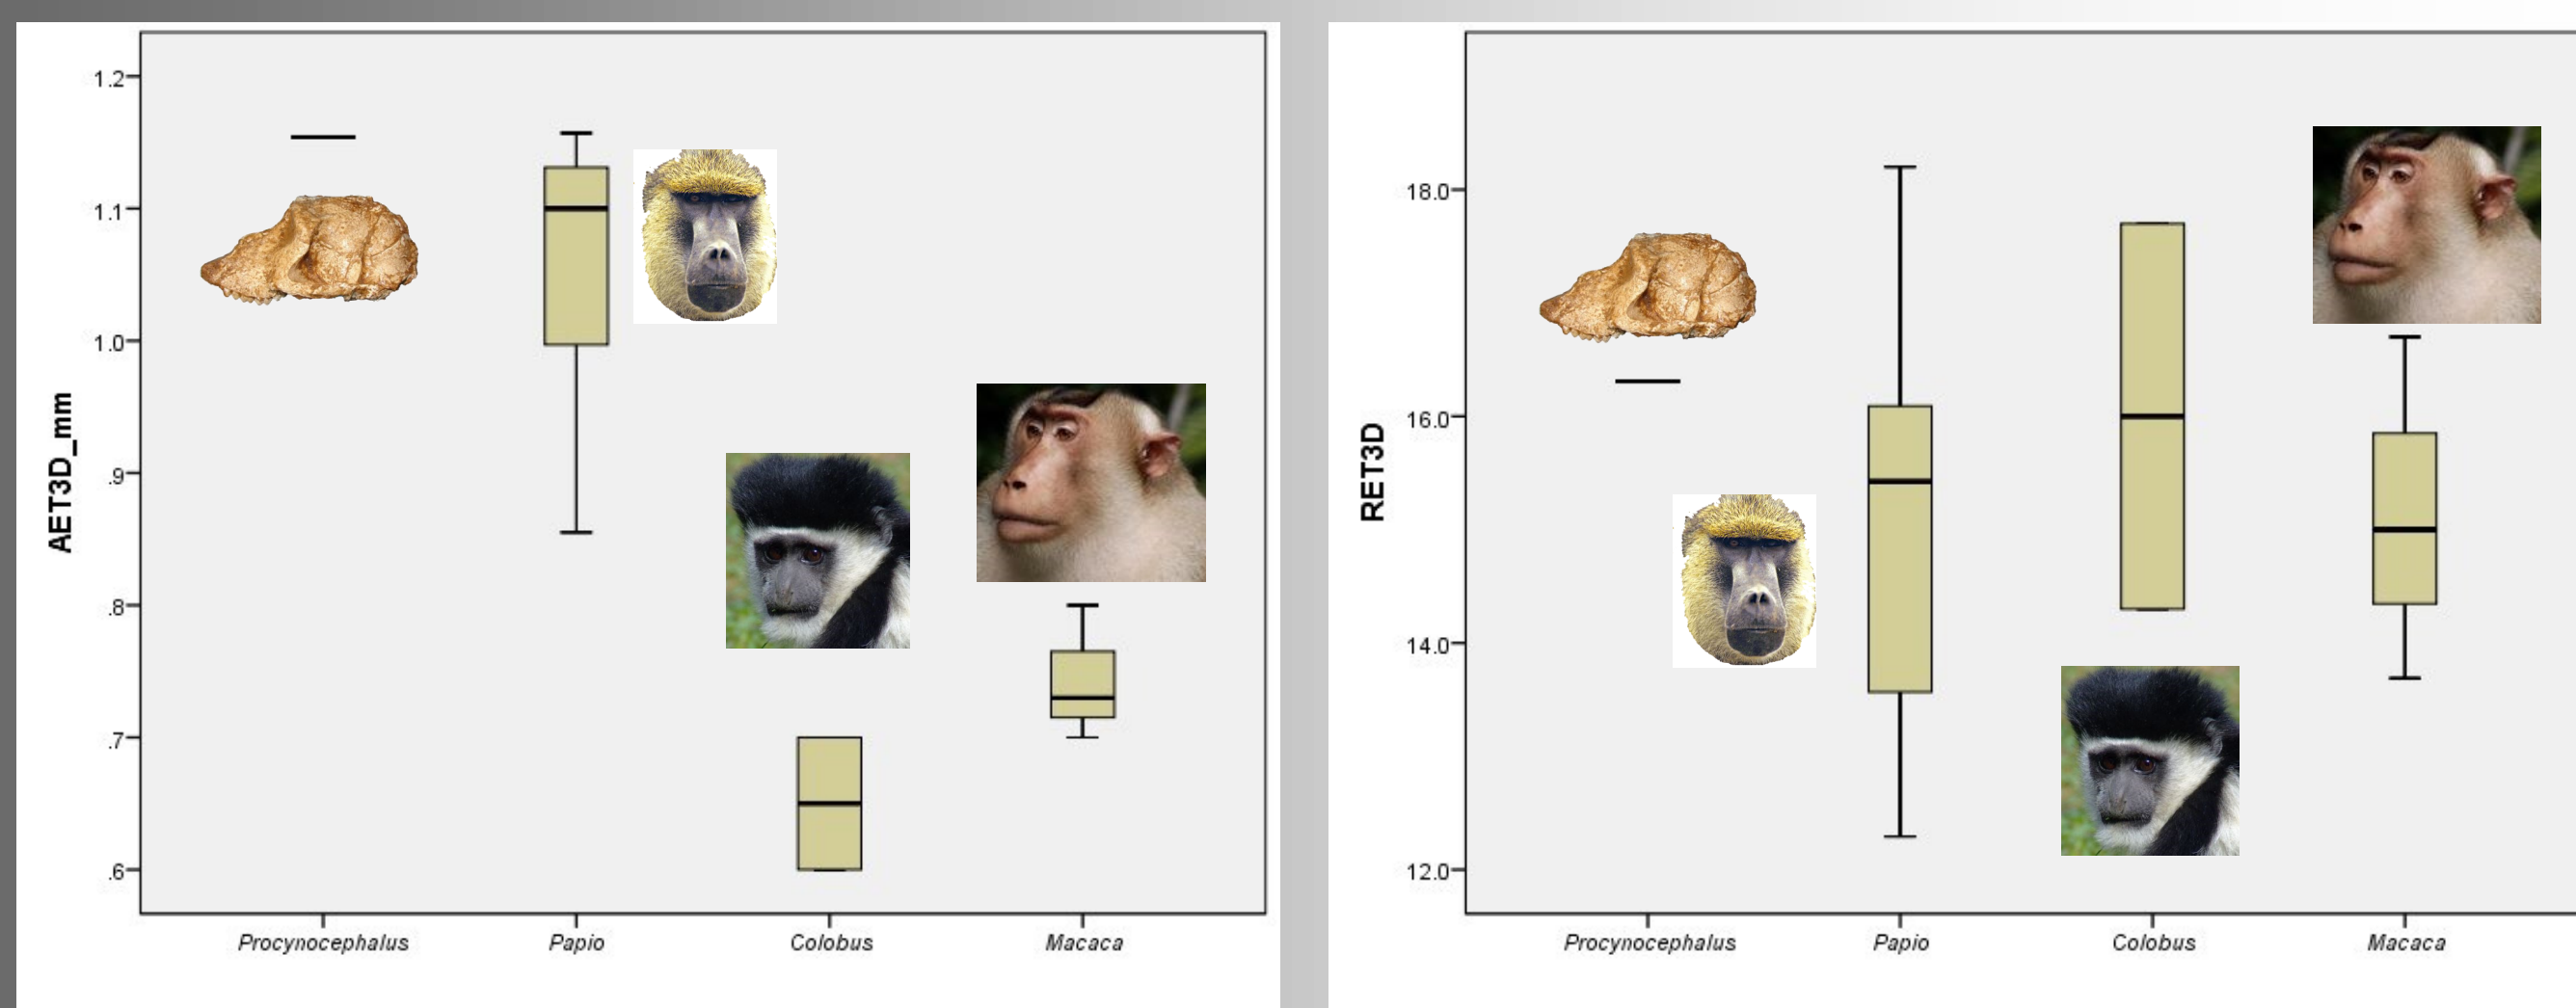 AET3D_mm
1.2
1.1
1.0
.9
.8
.7
.6
Procynocephalus Papio Colobus Macaca
RET3D
18.0
16.0
14.0
12.0
Procynocephalus Papio Colobus Macaca